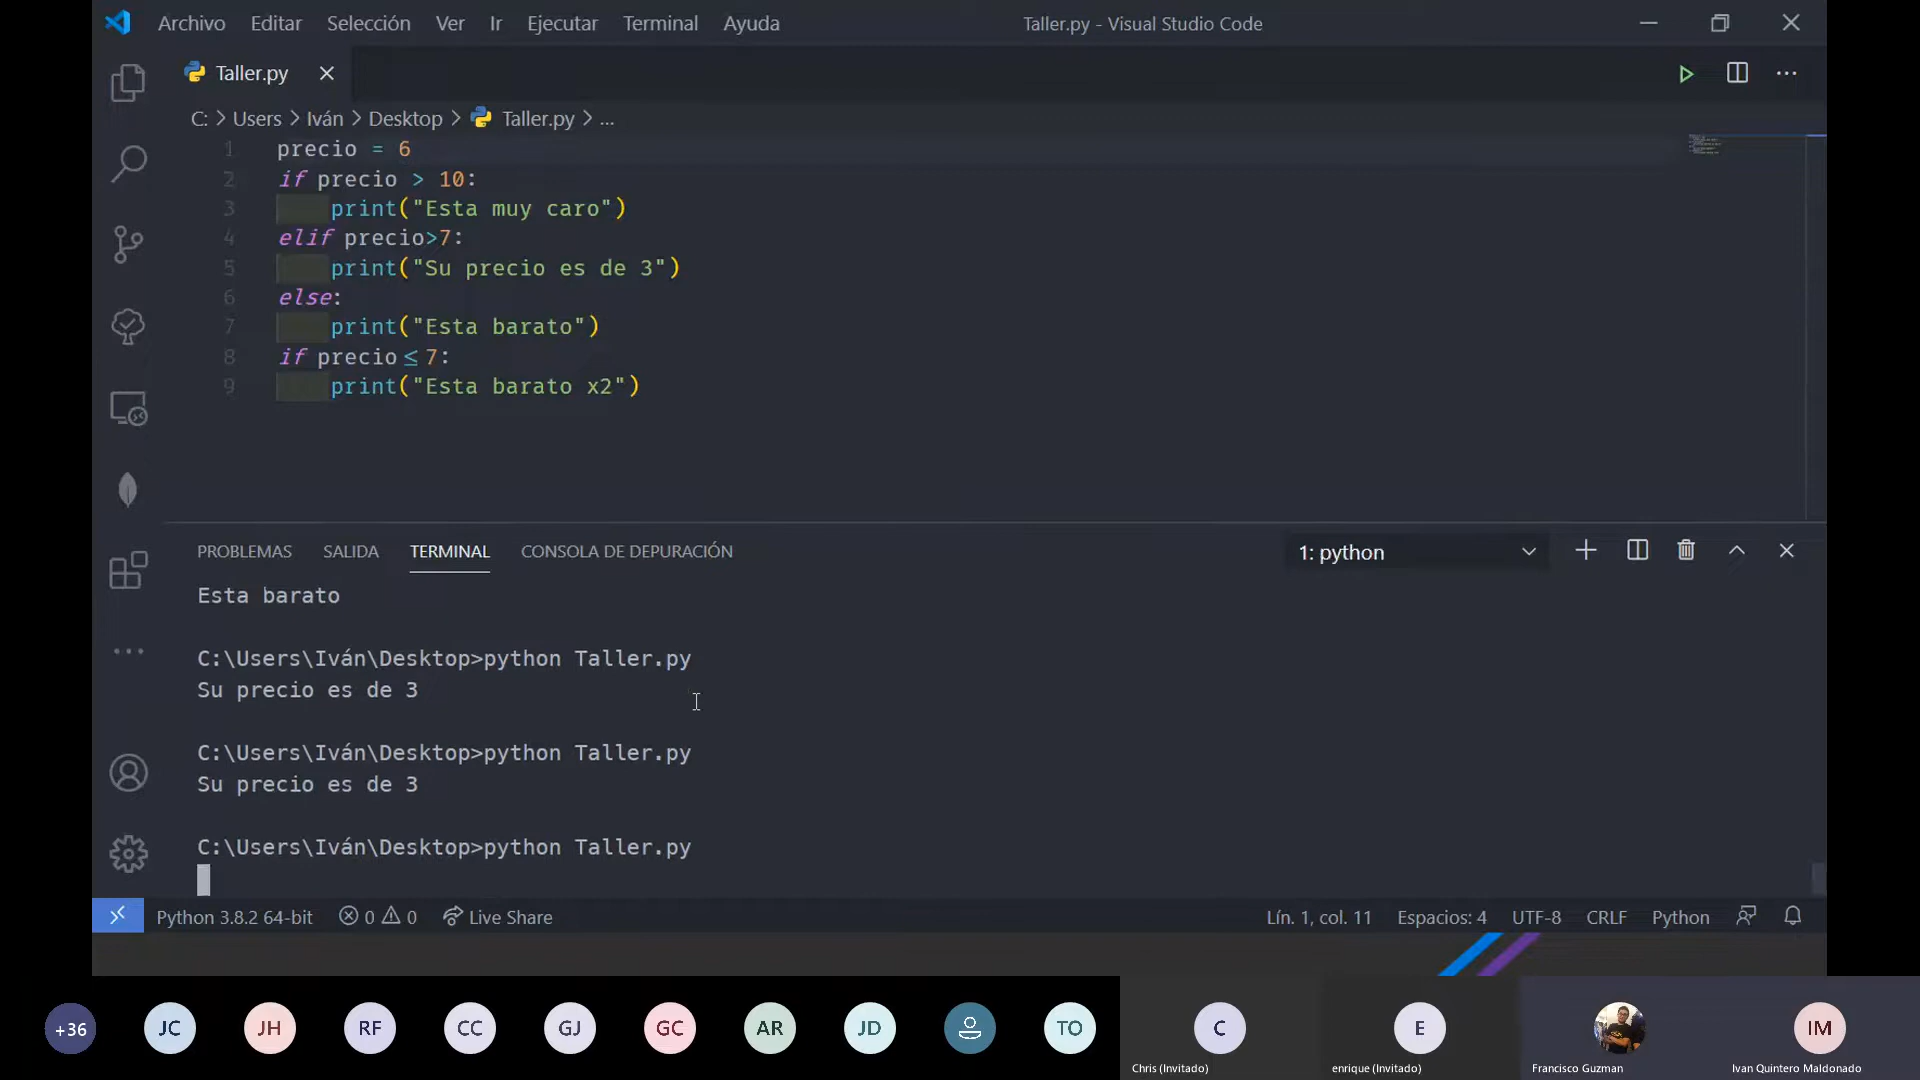 Archivo Editar Selección Ver Ir Ejecutar Terminal Ayuda Taller.py - Visual Studio Code
Taller.py
C: > Users > Iván > Desktop > Taller.py > ...
1 precio = 6
2 if precio > 10:
3 print("Esta muy caro")
4 elif precio>7:
5 print("Su precio es de 3")
6 else:
7 print("Esta barato")
8 if precio≤7:
9 print("Esta barato x2")
PROBLEMAS SALIDA TERMINAL CONSOLA DE DEPURACIÓN 1: python
Esta barato
C:\Users\Iván\Desktop>python Taller.py
Su precio es de 3
C:\Users\Iván\Desktop>python Taller.py
Su precio es de 3
C:\Users\Iván\Desktop>python Taller.py
Python 3.8.2 64-bit 0 0 Live Share Lín. 1, col. 11 Espacios: 4 UTF-8 CRLF Python
+36 JC JH RF CC GJ GC AR JD TO C E IM
Chris (Invitado) enrique (Invitado) Francisco Guzman Ivan Quintero Maldonado